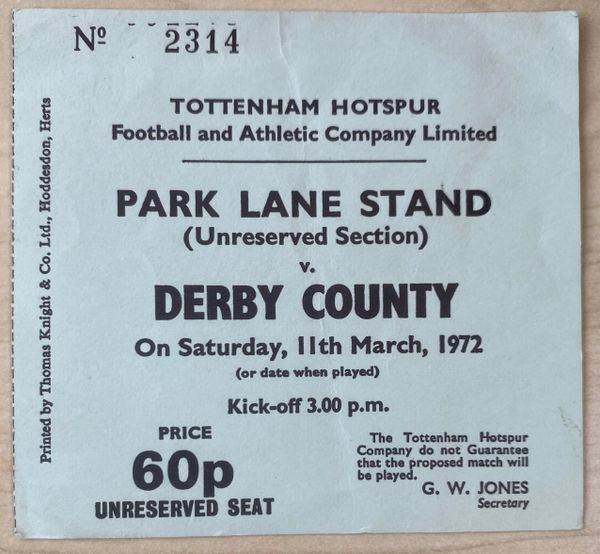 Nº 2314
TOTTENHAM HOTSPUR
Football and Athletic Company Limited
PARK LANE STAND
(Unreserved Section)
v.
DERBY COUNTY
On Saturday, 11th March, 1972
(or date when played)
Kick-off 3.00 p.m.
PRICE
60p
UNRESERVED SEAT
The Tottenham Hotspur
Company do not Guarantee
that the proposed match will
be played.
G. W. JONES
Secretary
Printed by Thomas Knight & Co. Ltd., Hoddesdon, Herts